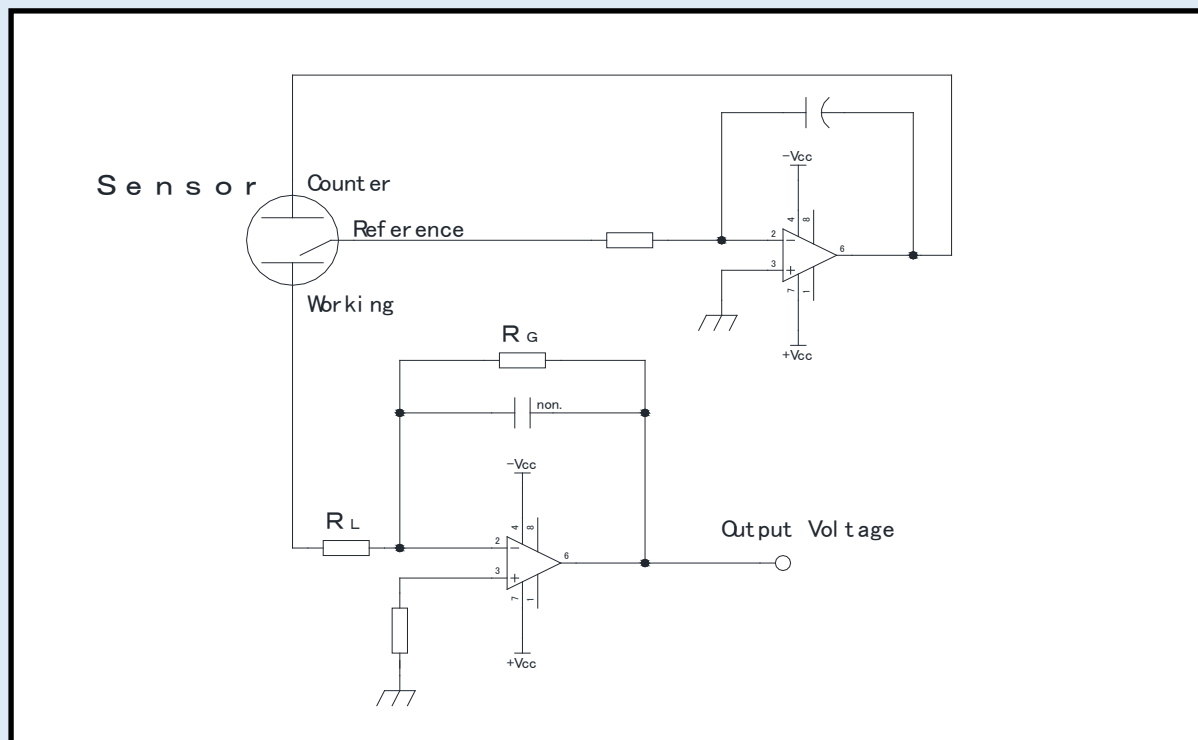 -Vcc
Sensor
Counter
4
8
Reference
2
6
3
7
1
Working
+Vcc
RG
non.
-Vcc
RL
4
8
Output Voltage
2
6
3
7
1
+Vcc